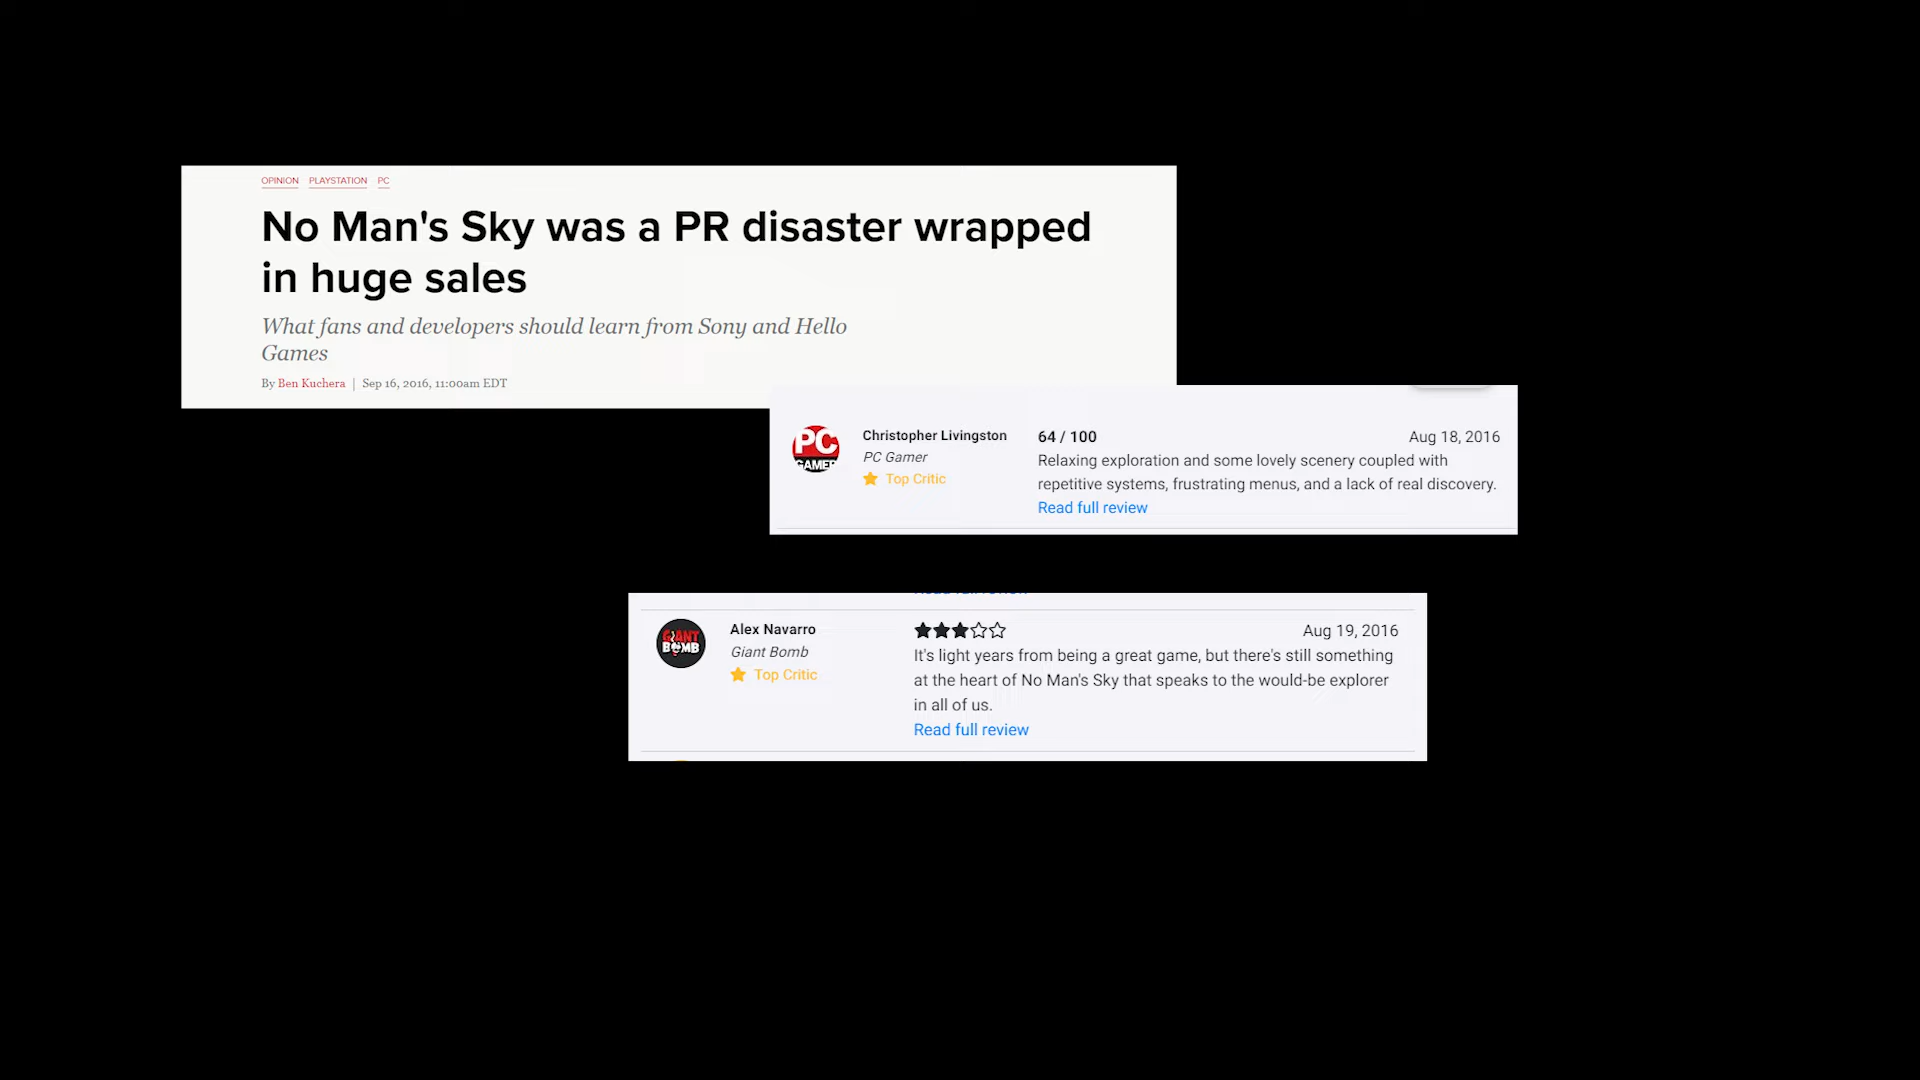 OPINION PLAYSTATION PC
No Man's Sky was a PR disaster wrapped
in huge sales
What fans and developers should learn from Sony and Hello
Games
By Ben Kuchera | Sep 16, 2016, 11:00am EDT
PC
GAMER
Christopher Livingston
PC Gamer
Top Critic
64 / 100
Aug 18, 2016
Relaxing exploration and some lovely scenery coupled with
repetitive systems, frustrating menus, and a lack of real discovery.
Read full review
GIANT
BOMB
Alex Navarro
Giant Bomb
Top Critic
Aug 19, 2016
It's light years from being a great game, but there's still something
at the heart of No Man's Sky that speaks to the would-be explorer
in all of us.
Read full review